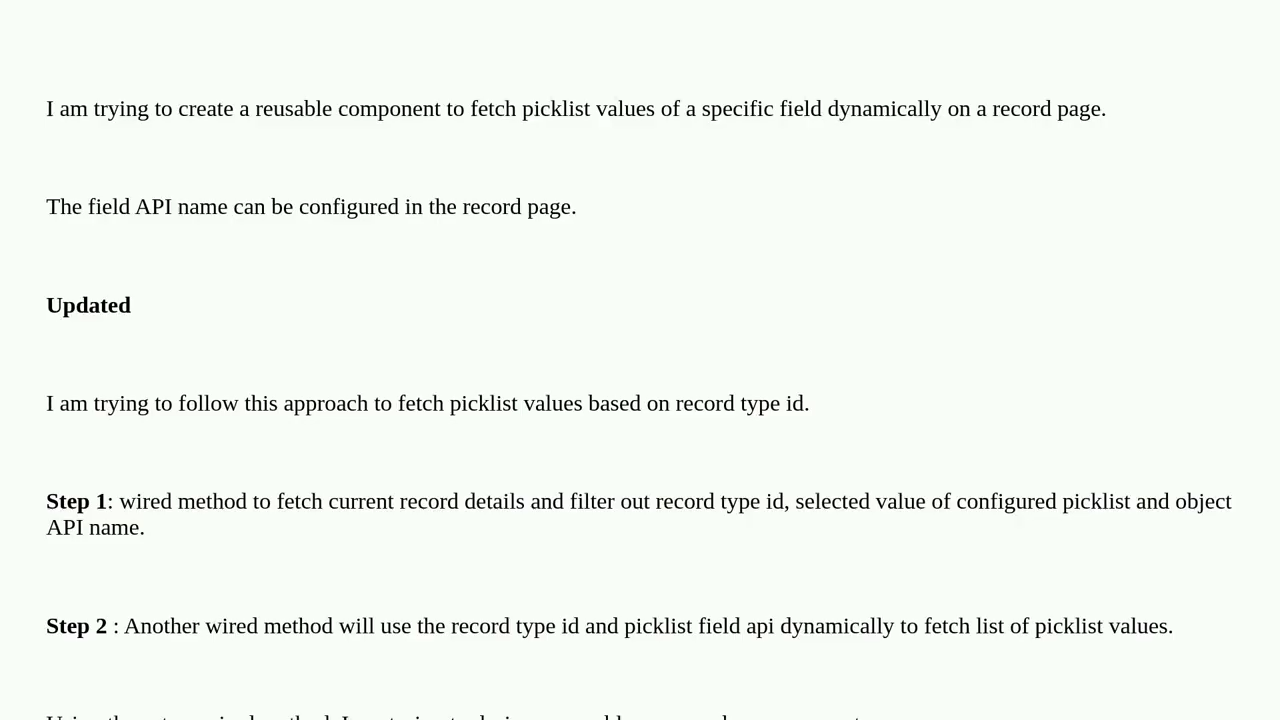 I am trying to create a reusable component to fetch picklist values of a specific field dynamically on a record page.
The field API name can be configured in the record page.
Updated
I am trying to follow this approach to fetch picklist values based on record type id.
Step 1: wired method to fetch current record details and filter out record type id, selected value of configured picklist and object
API name.
Step 2 : Another wired method will use the record type id and picklist field api dynamically to fetch list of picklist values.